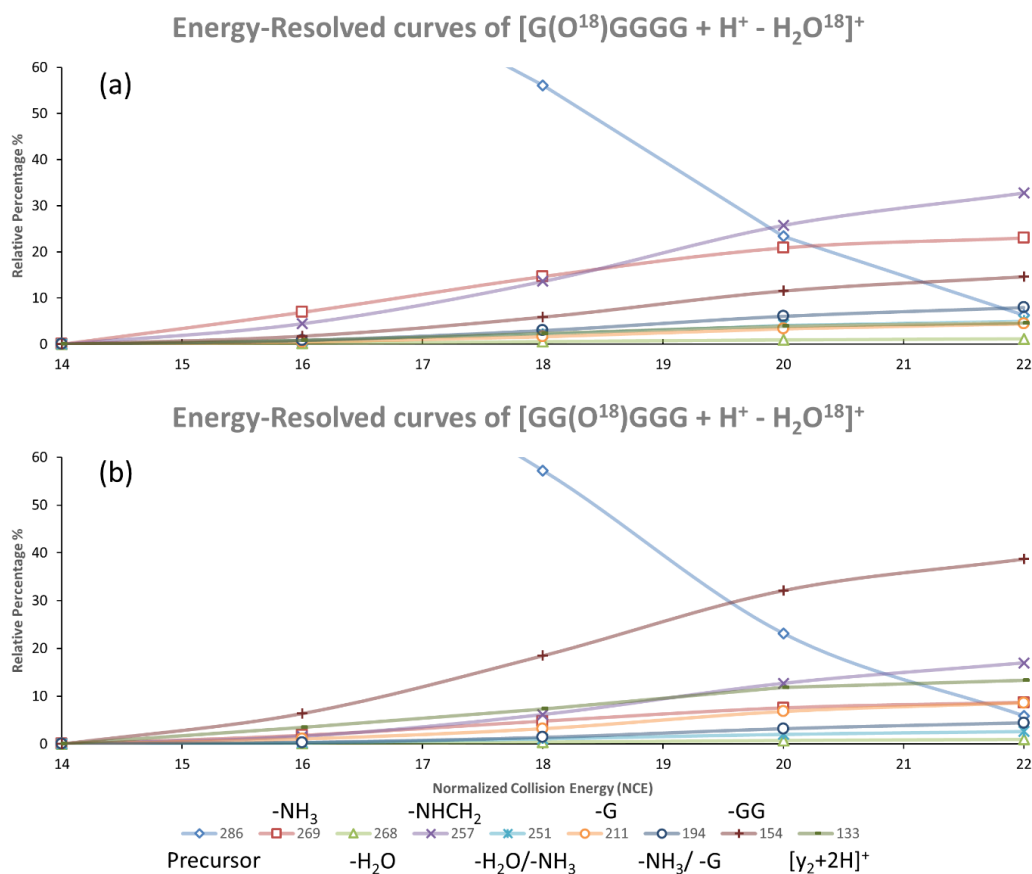 Energy-Resolved curves of [G(O¹⁸)GGGG + H⁺ - H₂O¹⁸]⁺
(a)
Relative Percentage %
60
50
40
30
20
10
0
14 15 16 17 18 19 20 21 22
Energy-Resolved curves of [GG(O¹⁸)GGG + H⁺ - H₂O¹⁸]⁺
(b)
Relative Percentage %
60
50
40
30
20
10
0
14 15 16 17 18 19 20 21 22
Normalized Collision Energy (NCE)
-NH₃ -NHCH₂ -G -GG
286 269 268 257 251 211 194 154 133
Precursor -H₂O -H₂O/-NH₃ -NH₃/ -G [y₂+2H]⁺